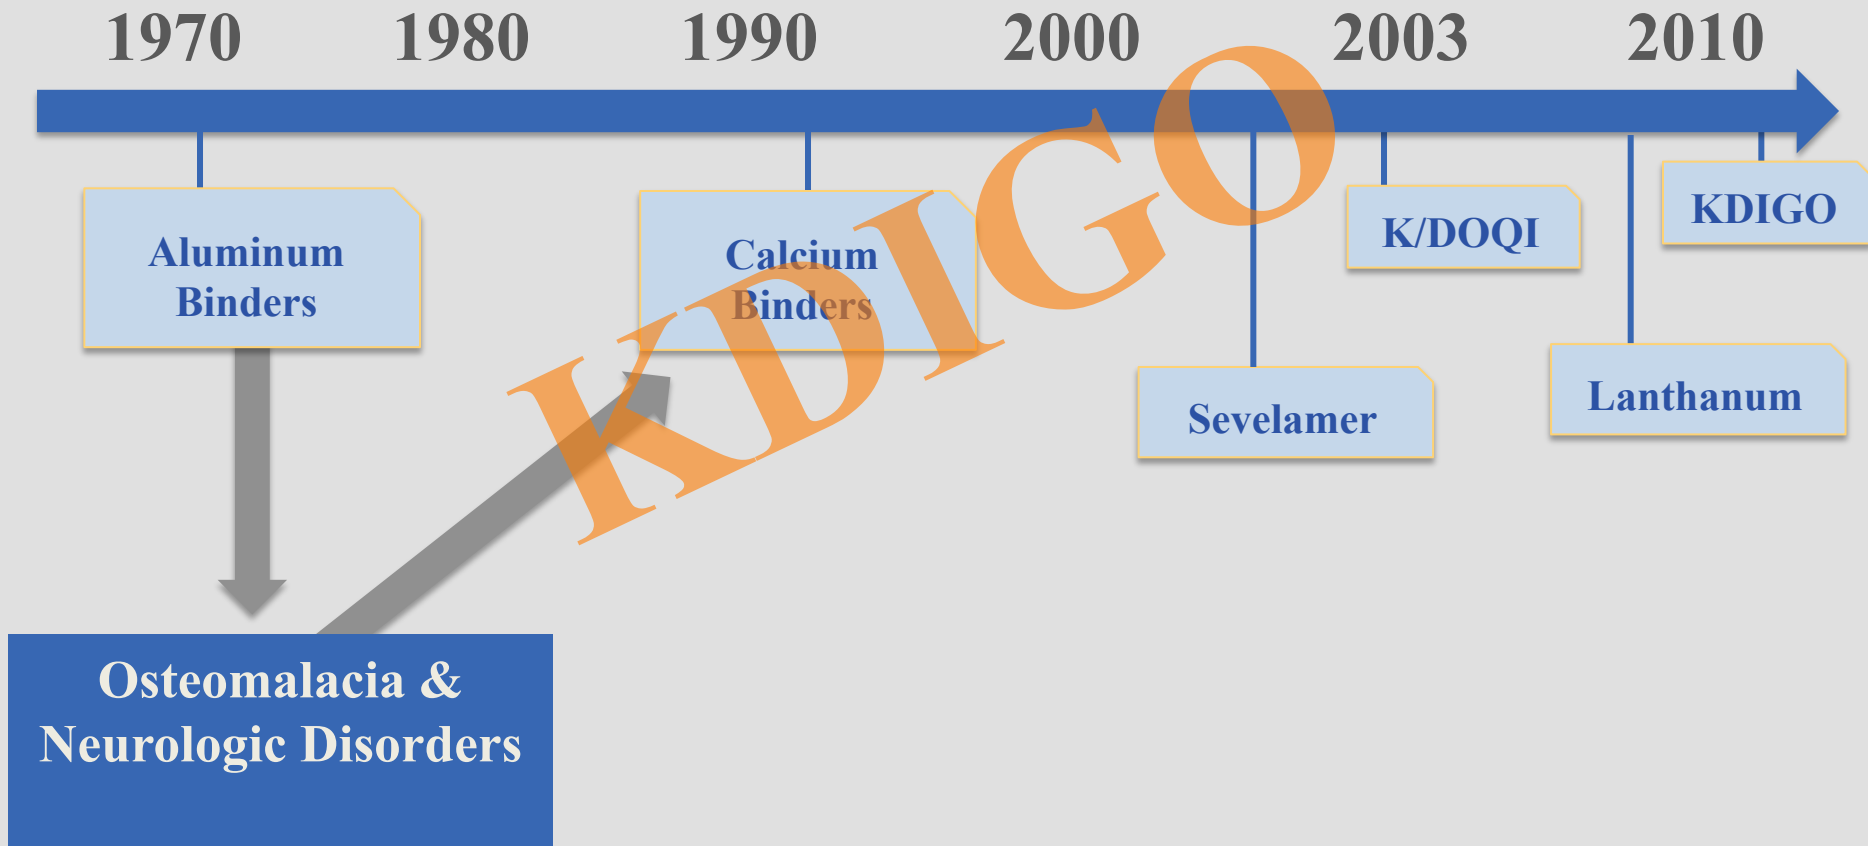 1970 1980 1990 2000 2003 2010
Aluminum
Binders
Calcium
Binders
K/DOQI
KDIGO
Sevelamer
Lanthanum
Osteomalacia &
Neurologic Disorders
KDIGO